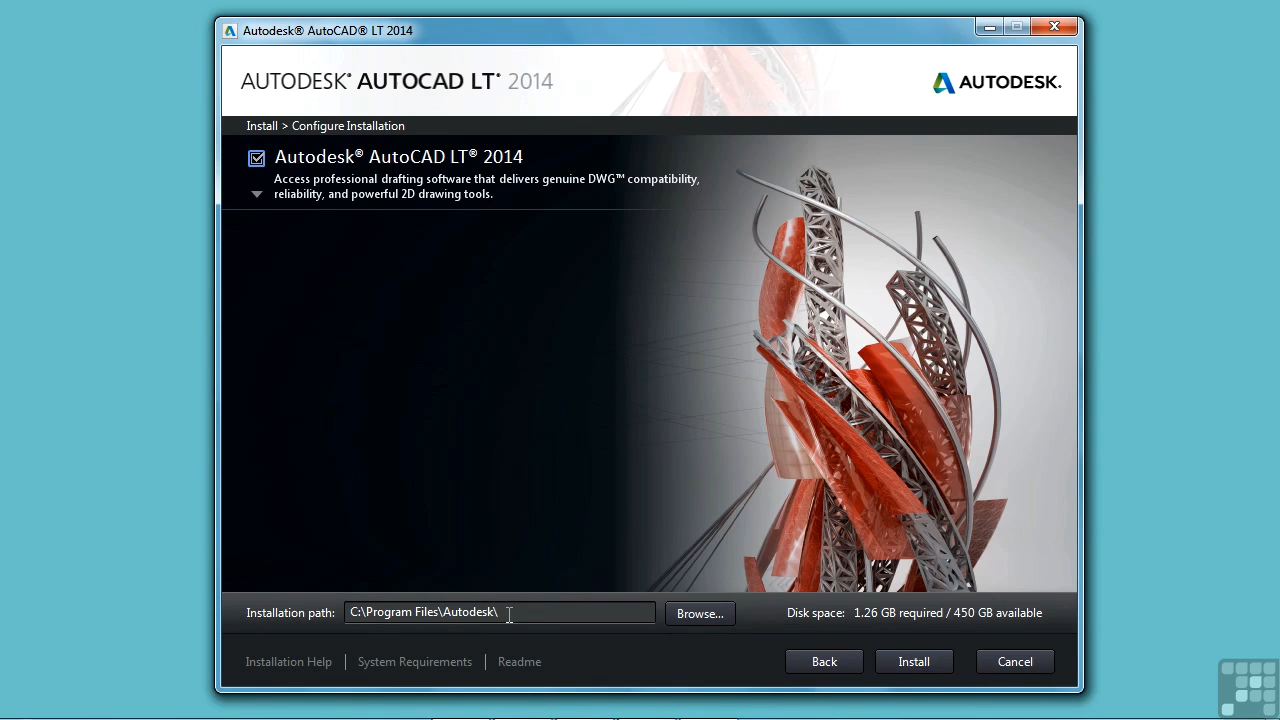 Autodesk® AutoCAD® LT 2014
AUTODESK® AUTOCAD LT® 2014
AUTODESK.
Install > Configure Installation
Autodesk® AutoCAD LT® 2014
Access professional drafting software that delivers genuine DWG™ compatibility,
reliability, and powerful 2D drawing tools.
Installation path: C:\Program Files\Autodesk\ Browse... Disk space: 1.26 GB required / 450 GB available
Installation Help | System Requirements | Readme Back Install Cancel